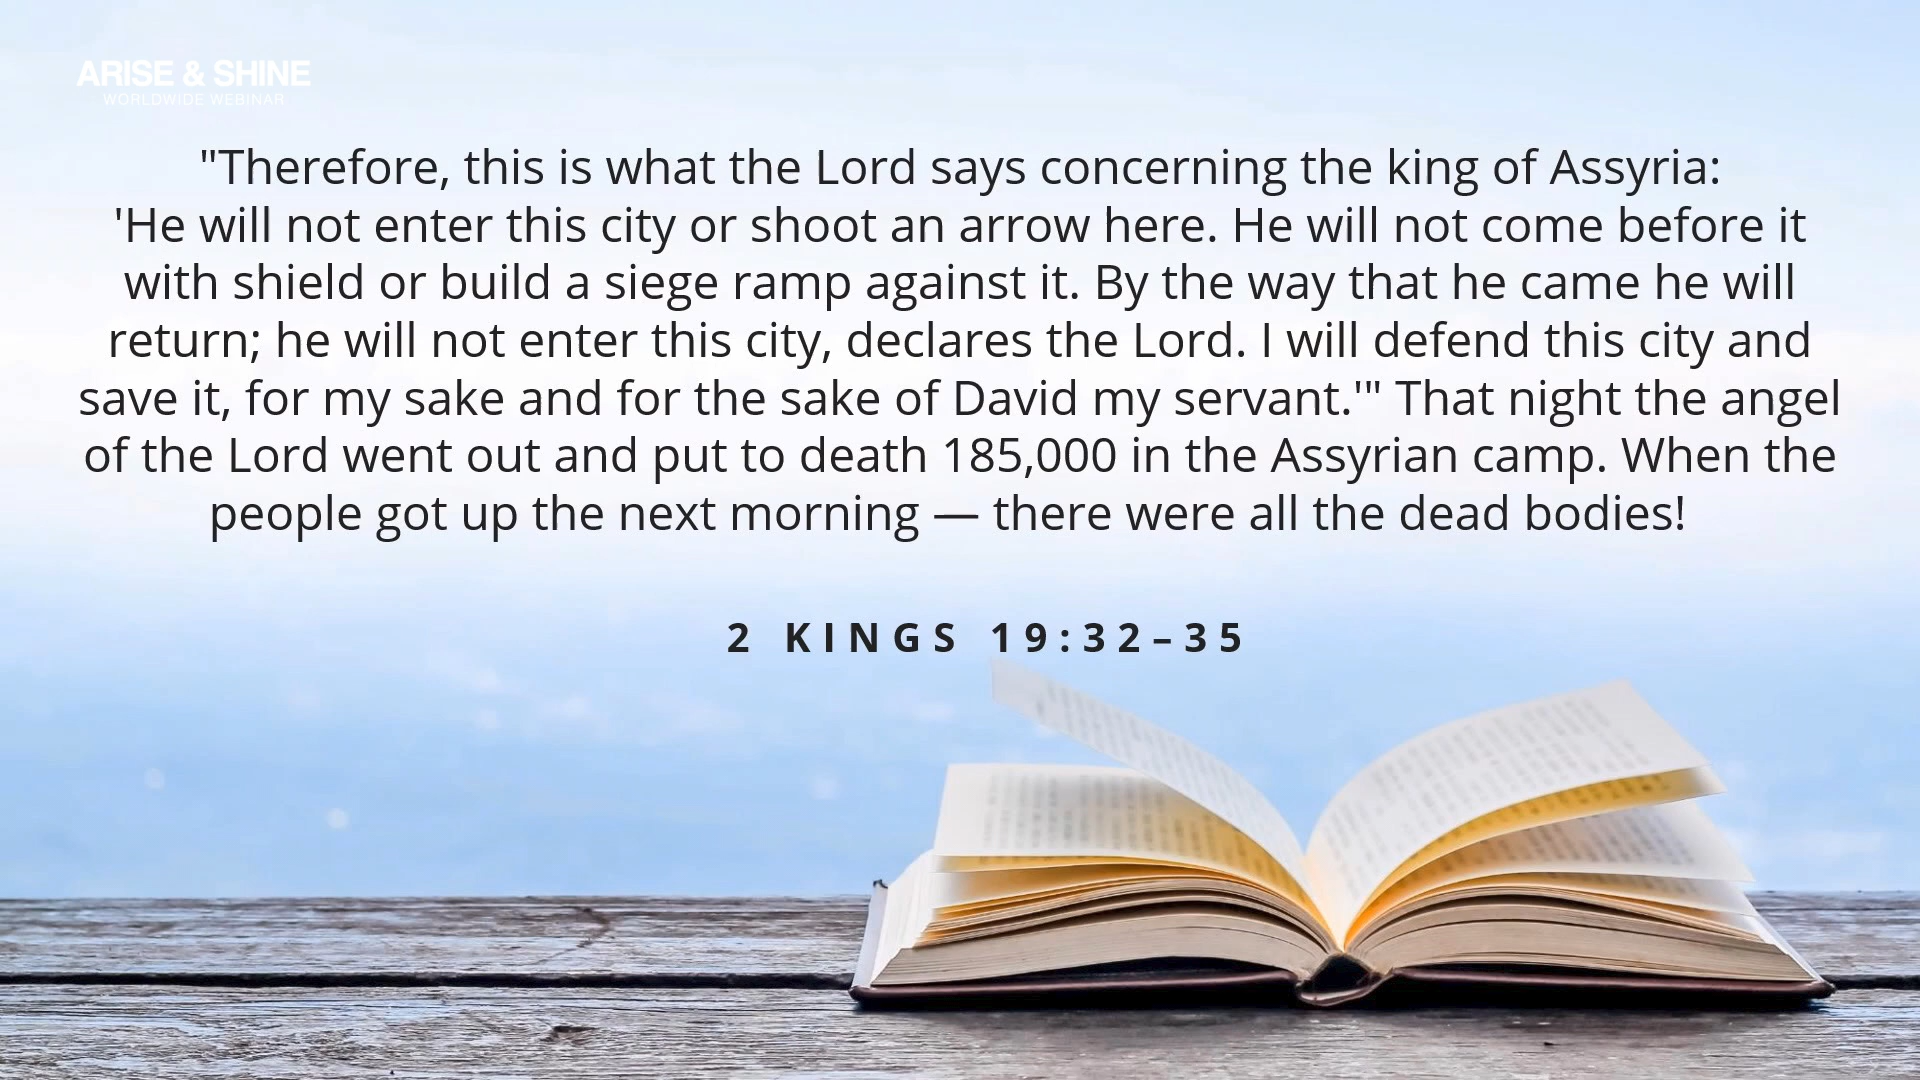 ARISE & SHINE
WORLDWIDE WEBINAR
"Therefore, this is what the Lord says concerning the king of Assyria:
'He will not enter this city or shoot an arrow here. He will not come before it
with shield or build a siege ramp against it. By the way that he came he will
return; he will not enter this city, declares the Lord. I will defend this city and
save it, for my sake and for the sake of David my servant.'" That night the angel
of the Lord went out and put to death 185,000 in the Assyrian camp. When the
people got up the next morning — there were all the dead bodies!
2 KINGS 19:32–35